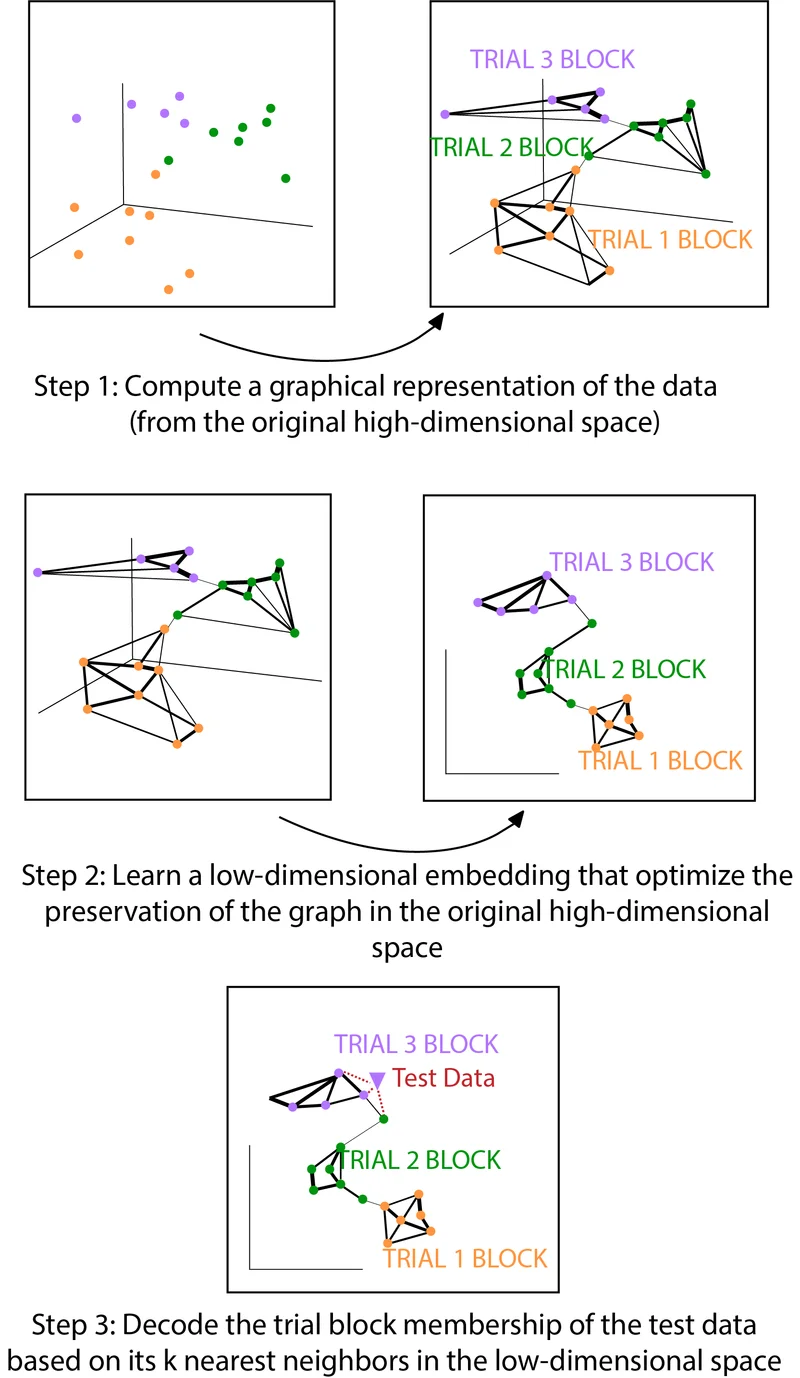 TRIAL 3 BLOCK
TRIAL 2 BLOCK
TRIAL 1 BLOCK
Step 1: Compute a graphical representation of the data
(from the original high-dimensional space)
TRIAL 3 BLOCK
TRIAL 2 BLOCK
TRIAL 1 BLOCK
Step 2: Learn a low-dimensional embedding that optimize the
preservation of the graph in the original high-dimensional
space
TRIAL 3 BLOCK
Test Data
TRIAL 2 BLOCK
TRIAL 1 BLOCK
Step 3: Decode the trial block membership of the test data
based on its k nearest neighbors in the low-dimensional space